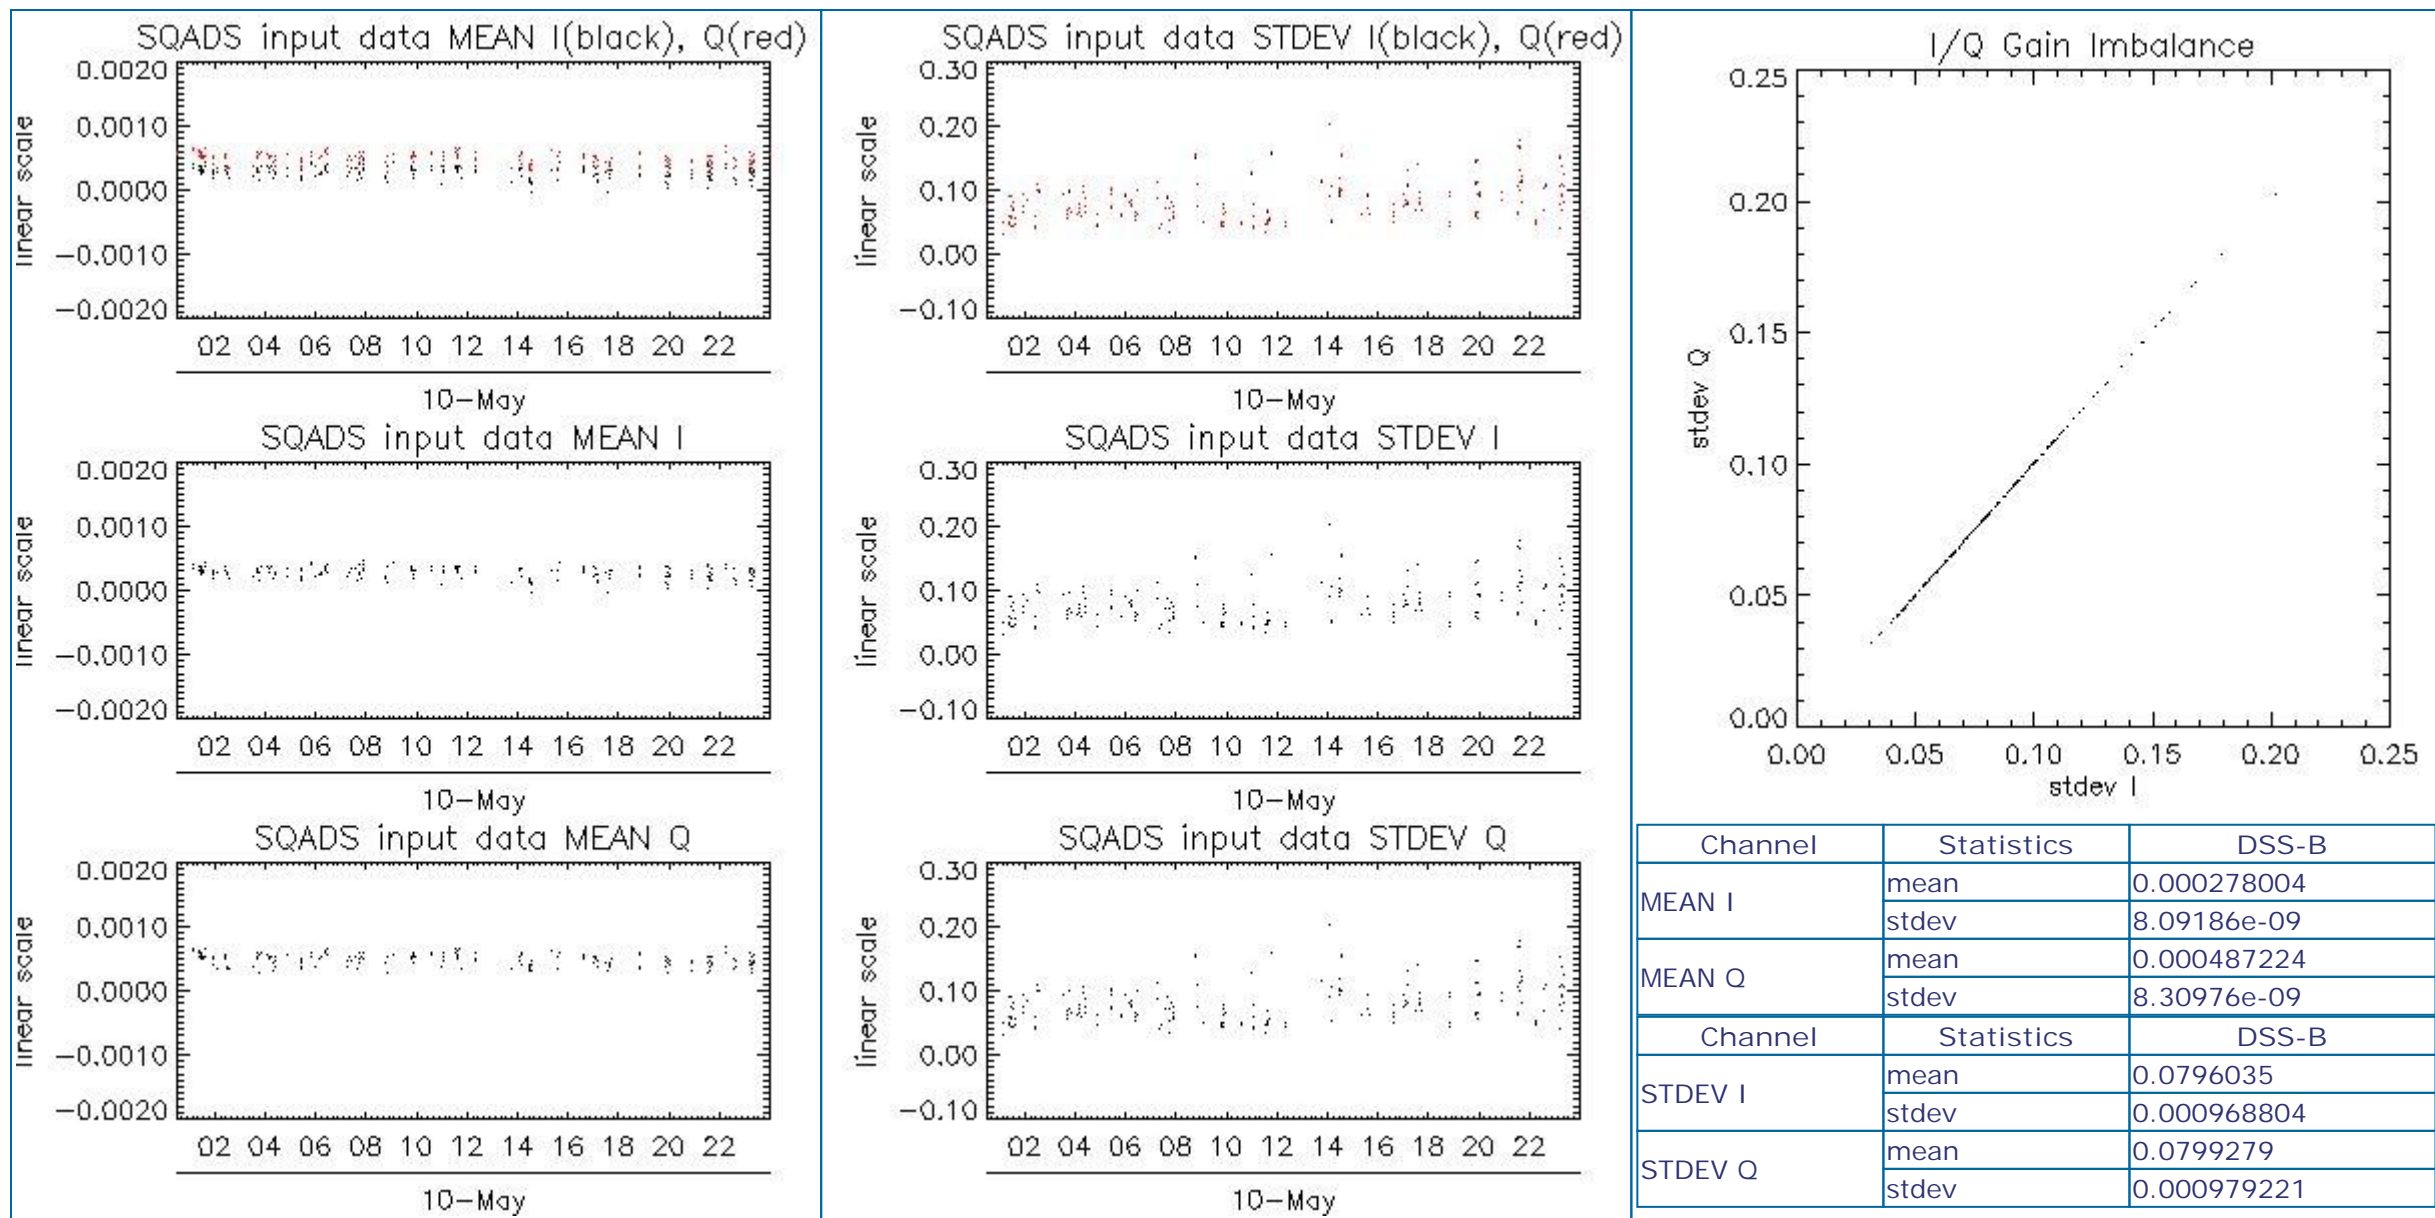 SQADS input data MEAN I(black), Q(red)
linear scale
0.0020
0.0010
0.0000
−0.0010
−0.0020
02 04 06 08 10 12 14 16 18 20 22
10−May
SQADS input data MEAN I
linear scale
0.0020
0.0010
0.0000
−0.0010
−0.0020
02 04 06 08 10 12 14 16 18 20 22
10−May
SQADS input data MEAN Q
linear scale
0.0020
0.0010
0.0000
−0.0010
−0.0020
02 04 06 08 10 12 14 16 18 20 22
10−May
SQADS input data STDEV I(black), Q(red)
linear scale
0.30
0.20
0.10
0.00
−0.10
02 04 06 08 10 12 14 16 18 20 22
10−May
SQADS input data STDEV I
linear scale
0.30
0.20
0.10
0.00
−0.10
02 04 06 08 10 12 14 16 18 20 22
10−May
SQADS input data STDEV Q
linear scale
0.30
0.20
0.10
0.00
−0.10
02 04 06 08 10 12 14 16 18 20 22
10−May
I/Q Gain Imbalance
stdev Q
0.25
0.20
0.15
0.10
0.05
0.00
0.00 0.05 0.10 0.15 0.20 0.25
stdev I
Channel Statistics DSS-B
MEAN I mean 0.000278004
stdev 8.09186e-09
MEAN Q mean 0.000487224
stdev 8.30976e-09
Channel Statistics DSS-B
STDEV I mean 0.0796035
stdev 0.000968804
STDEV Q mean 0.0799279
stdev 0.000979221